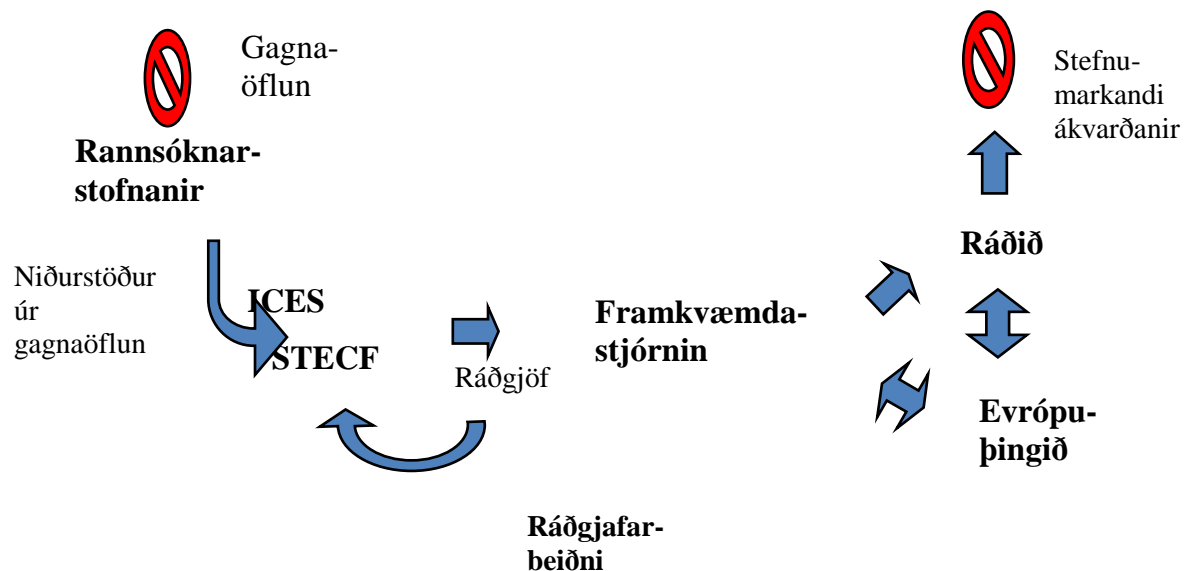 Gagna-
öflun
Rannsóknar-
stofnanir
Niðurstöður
úr
gagnaöflun
ICES
STECF
Ráðgjöf
Ráðgjafar-
beiðni
Framkvæmda-
stjórnin
Stefnu-
markandi
ákvarðanir
Ráðið
Evrópu-
þingið